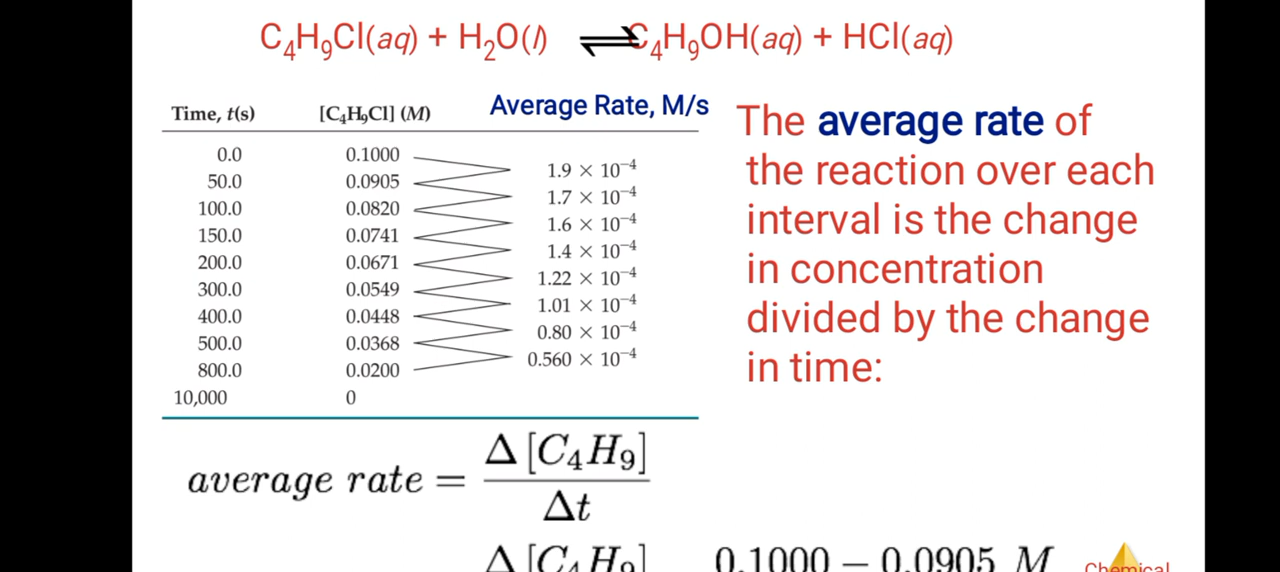 C₄H₉Cl(aq) + H₂O(l) ⇌ C₄H₉OH(aq) + HCl(aq)
Time, t(s) [C₄H₉Cl] (M) Average Rate, M/s
0.0 0.1000
1.9 × 10⁻⁴
50.0 0.0905
1.7 × 10⁻⁴
100.0 0.0820
1.6 × 10⁻⁴
150.0 0.0741
1.4 × 10⁻⁴
200.0 0.0671
1.22 × 10⁻⁴
300.0 0.0549
1.01 × 10⁻⁴
400.0 0.0448
0.80 × 10⁻⁴
500.0 0.0368
0.560 × 10⁻⁴
800.0 0.0200
10,000 0
The average rate of
the reaction over each
interval is the change
in concentration
divided by the change
in time:
average rate = Δ [C₄H₉] / Δt
Δ [C₄H₉] 0.1000 − 0.0905 M
Chemical